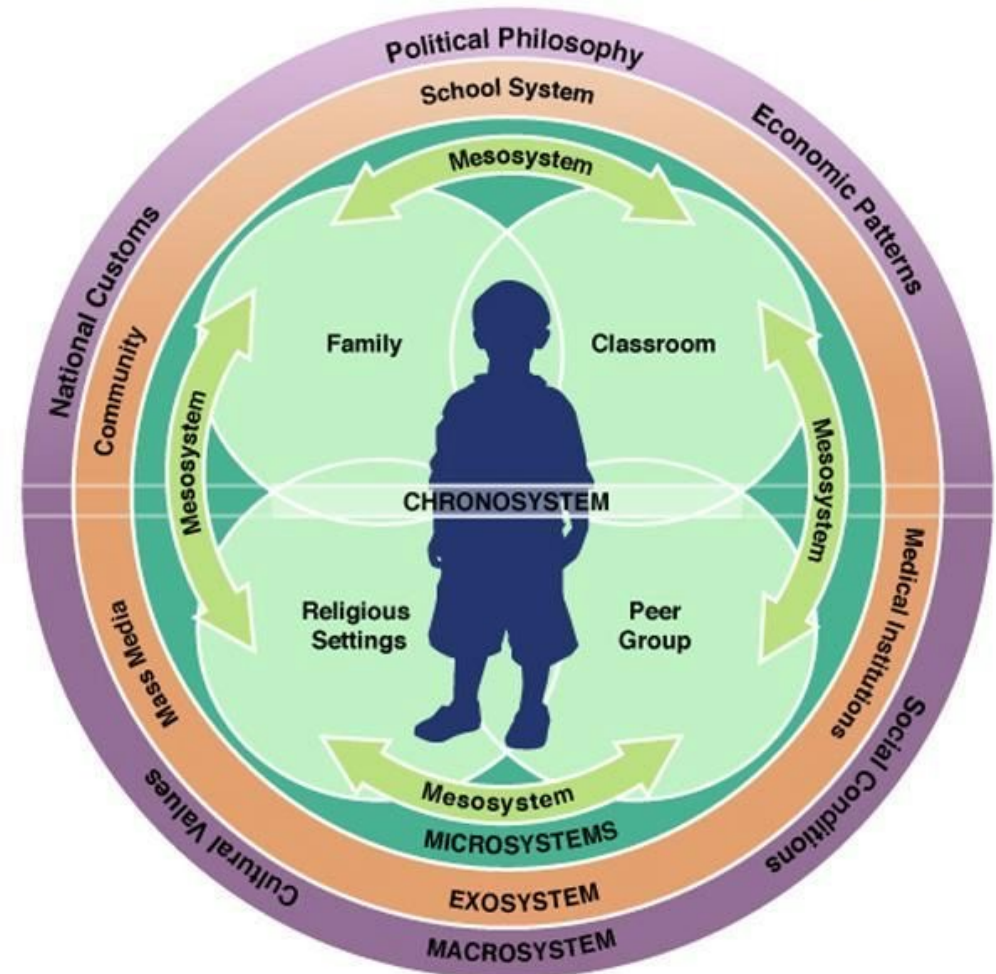 Political Philosophy
School System
Economic Patterns
Mesosystem
National Customs
Community
Family
Classroom
Mesosystem
Mesosystem
CHRONOSYSTEM
Religious
Settings
Peer
Group
Medical Institutions
Mass Media
Social Conditions
Cultural Values
Mesosystem
MICROSYSTEMS
EXOSYSTEM
MACROSYSTEM